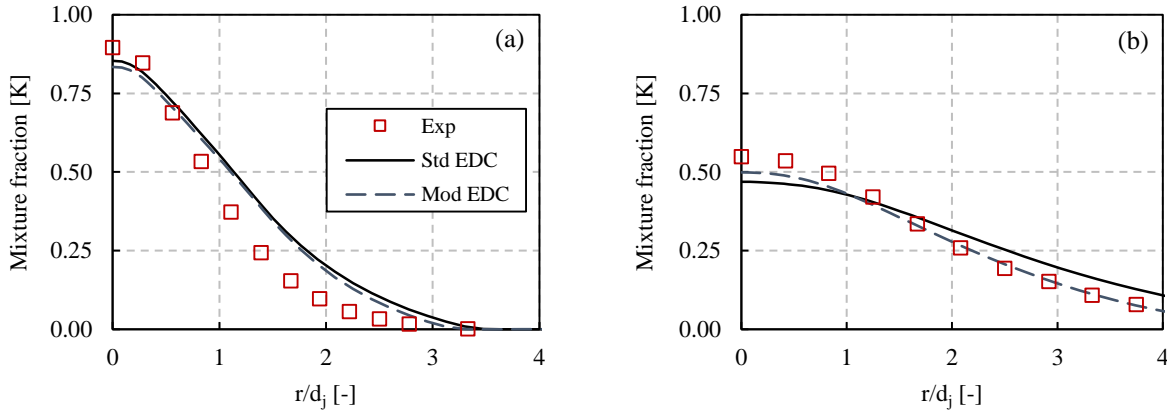 1.00
0.75
0.50
0.25
0.00
Mixture fraction [K]
(a)
Exp
Std EDC
Mod EDC
0 1 2 3 4
r/dj [-]
1.00
0.75
0.50
0.25
0.00
Mixture fraction [K]
(b)
0 1 2 3 4
r/dj [-]